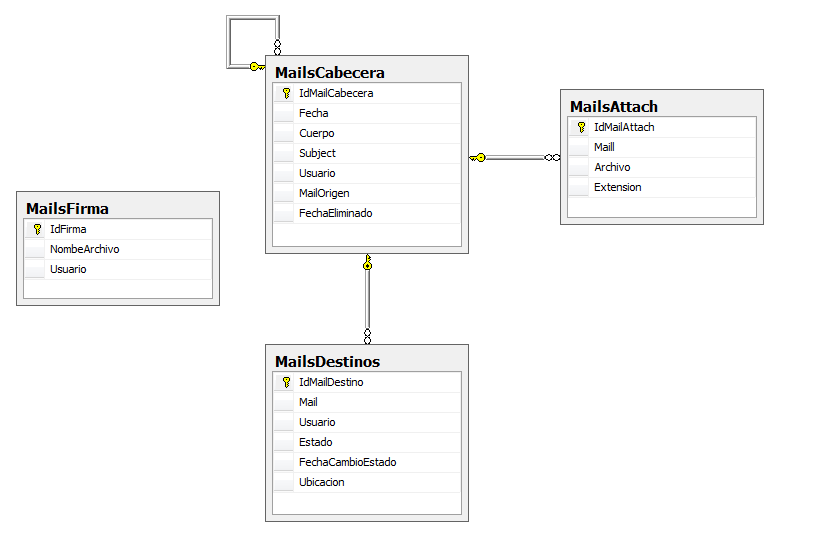 MailsCabecera
IdMailCabecera
Fecha
Cuerpo
Subject
Usuario
MailOrigen
FechaEliminado
MailsAttach
IdMailAttach
Maill
Archivo
Extension
MailsFirma
IdFirma
NombeArchivo
Usuario
MailsDestinos
IdMailDestino
Mail
Usuario
Estado
FechaCambioEstado
Ubicacion